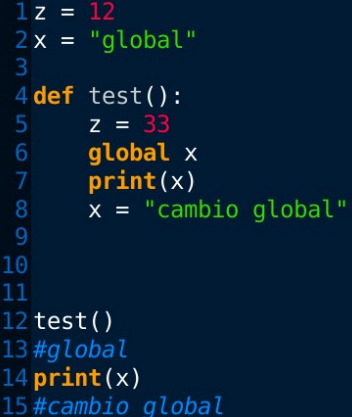 1 z = 12
2 x = "global"
3
4 def test():
5     z = 33
6     global x
7     print(x)
8     x = "cambio global"
9
10
11
12 test()
13 #global
14 print(x)
15 #cambio global